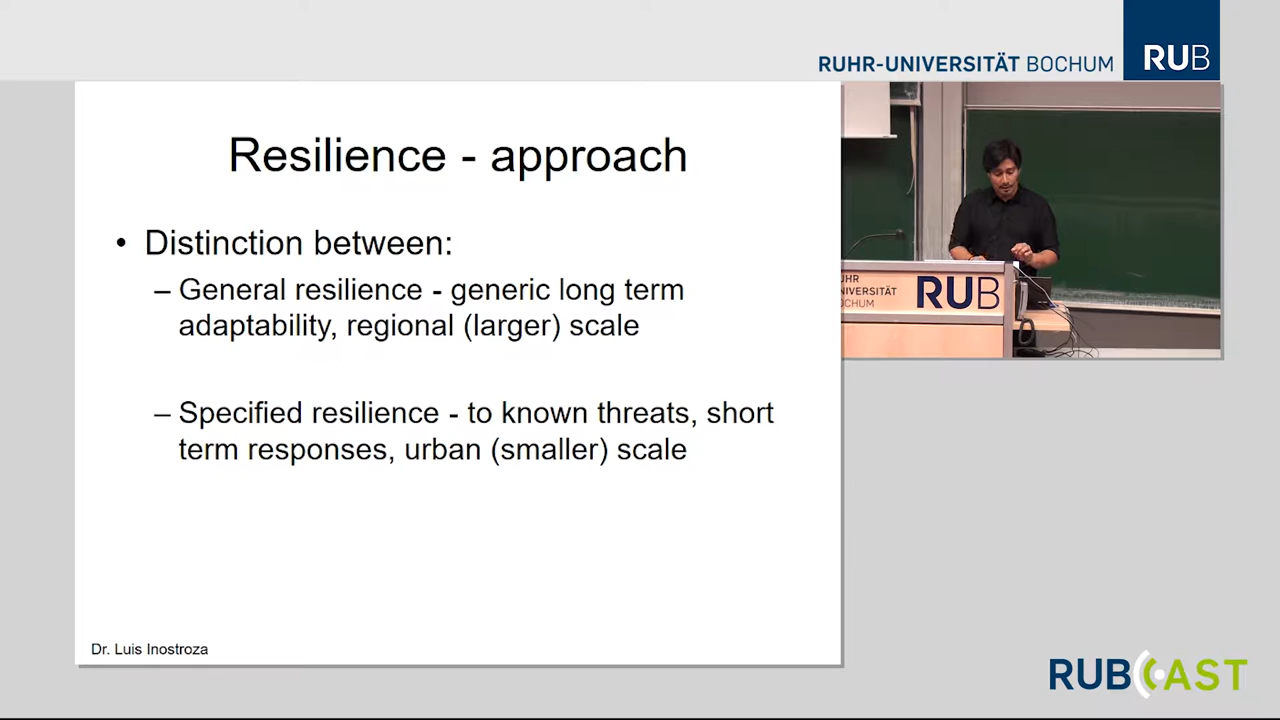 RUHR-UNIVERSITÄT BOCHUM
RUB
Resilience - approach
• Distinction between:
– General resilience - generic long term
adaptability, regional (larger) scale
– Specified resilience - to known threats, short
term responses, urban (smaller) scale
Dr. Luis Inostroza
UHR
NIVERSITÄT
OCHUM
RUB
RUBCAST